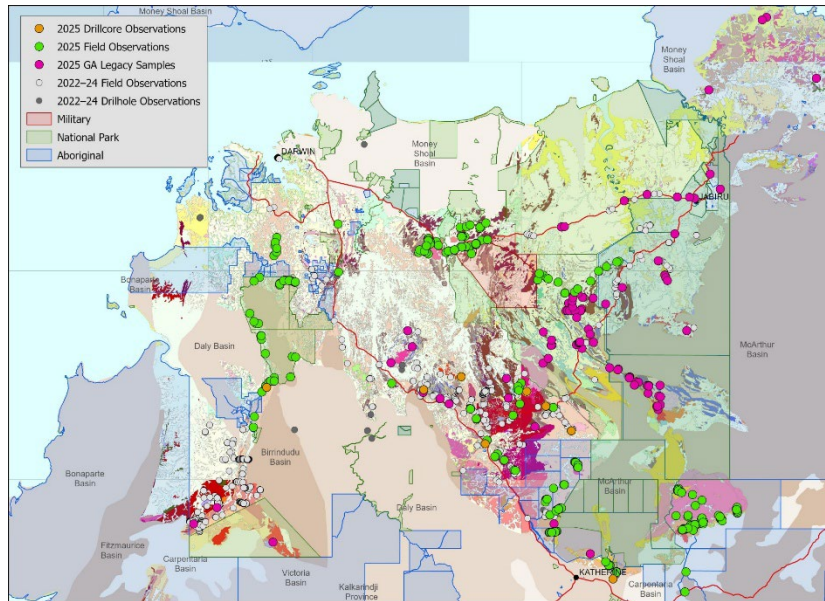 Money Shoal Basin
2025 Drillcore Observations
2025 Field Observations
2025 GA Legacy Samples
2022–24 Field Observations
2022–24 Drillhole Observations
Military
National Park
Aboriginal
Money
Shoal
Basin
DARWIN
Money
Shoal
Basin
JABIRU
Bonaparte
Basin
Daly Basin
McArthur
Basin
Birrindudu
Basin
Bonaparte
Basin
McArthur
Basin
Daly Basin
Fitzmaurice
Basin
Carpentaria
Basin
Victoria
Basin
Kalkarindji
Province
KATHERINE
Carpentaria
Basin